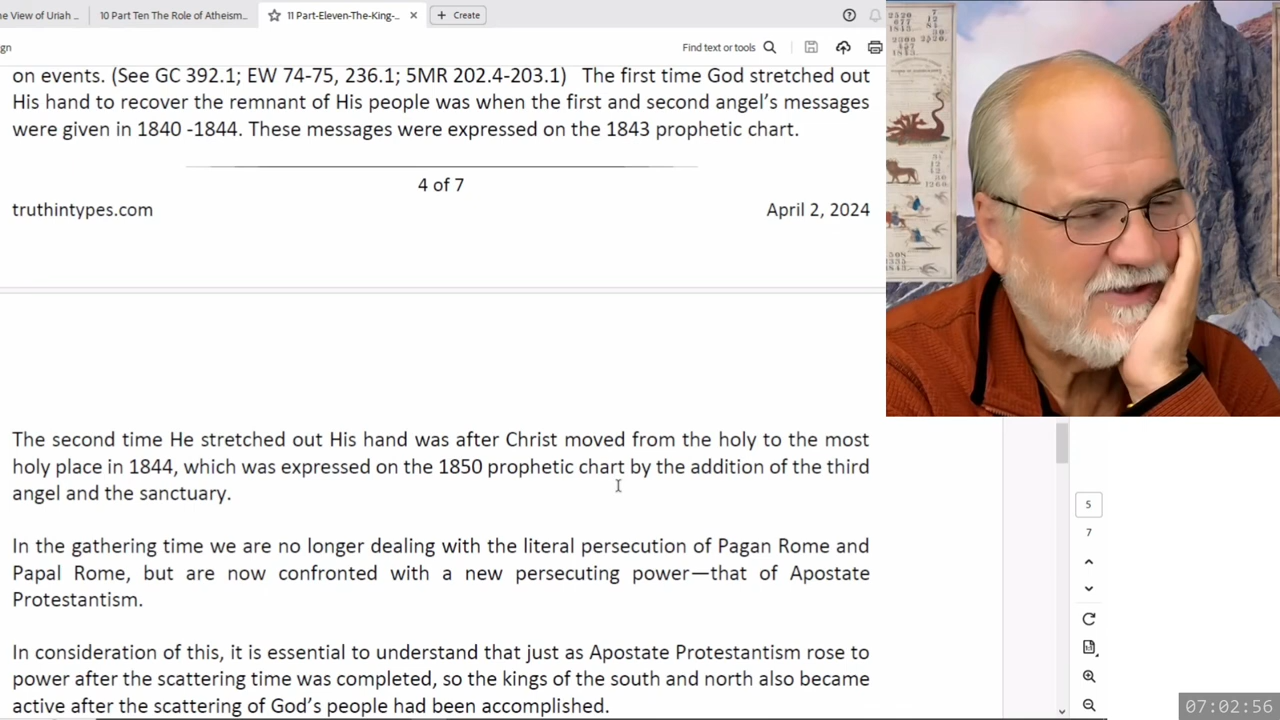 he View of Uriah ...
10 Part Ten The Role of Atheism...
11 Part-Eleven-The-King-...
Create
gn
Find text or tools
on events. (See GC 392.1; EW 74-75, 236.1; 5MR 202.4-203.1) The first time God stretched out
His hand to recover the remnant of His people was when the first and second angel’s messages
were given in 1840 -1844. These messages were expressed on the 1843 prophetic chart.
4 of 7
truthintypes.com
April 2, 2024
The second time He stretched out His hand was after Christ moved from the holy to the most
holy place in 1844, which was expressed on the 1850 prophetic chart by the addition of the third
angel and the sanctuary.
In the gathering time we are no longer dealing with the literal persecution of Pagan Rome and
Papal Rome, but are now confronted with a new persecuting power—that of Apostate
Protestantism.
In consideration of this, it is essential to understand that just as Apostate Protestantism rose to
power after the scattering time was completed, so the kings of the south and north also became
active after the scattering of God’s people had been accomplished.
5
7
2520
677
1843
2520.
1260
1335
1843.
07:02:56